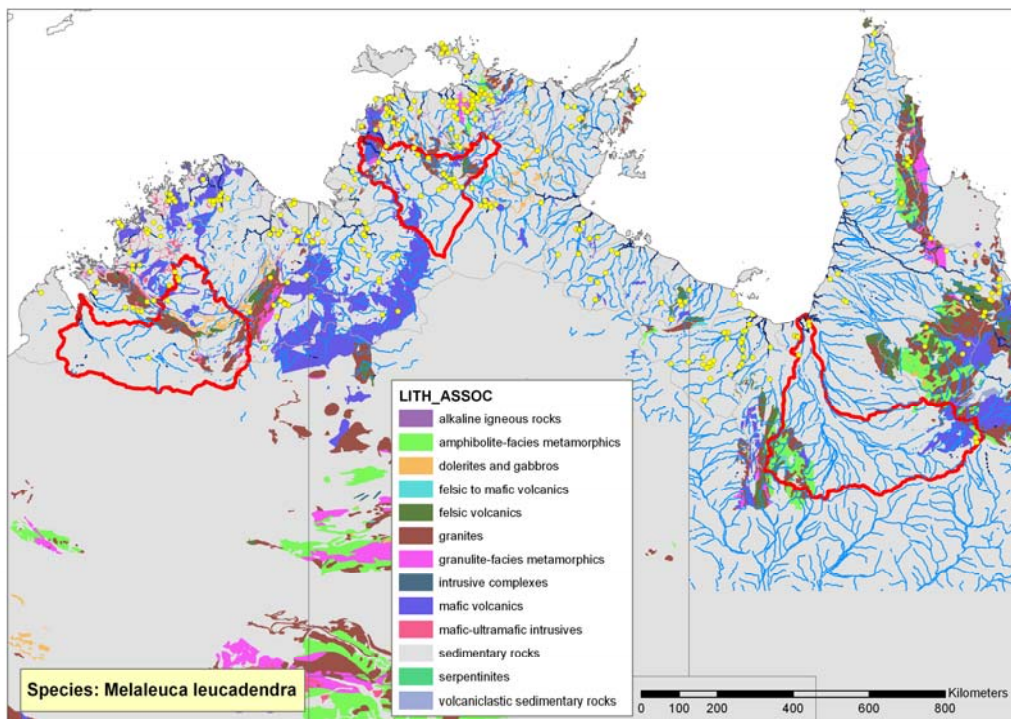 LITH_ASSOC
alkaline igneous rocks
amphibolite-facies metamorphics
dolerites and gabbros
felsic to mafic volcanics
felsic volcanics
granites
granulite-facies metamorphics
intrusive complexes
mafic volcanics
mafic-ultramafic intrusives
sedimentary rocks
serpentinites
volcaniclastic sedimentary rocks
Species: Melaleuca leucadendra
Kilometers
0 100 200 400 600 800